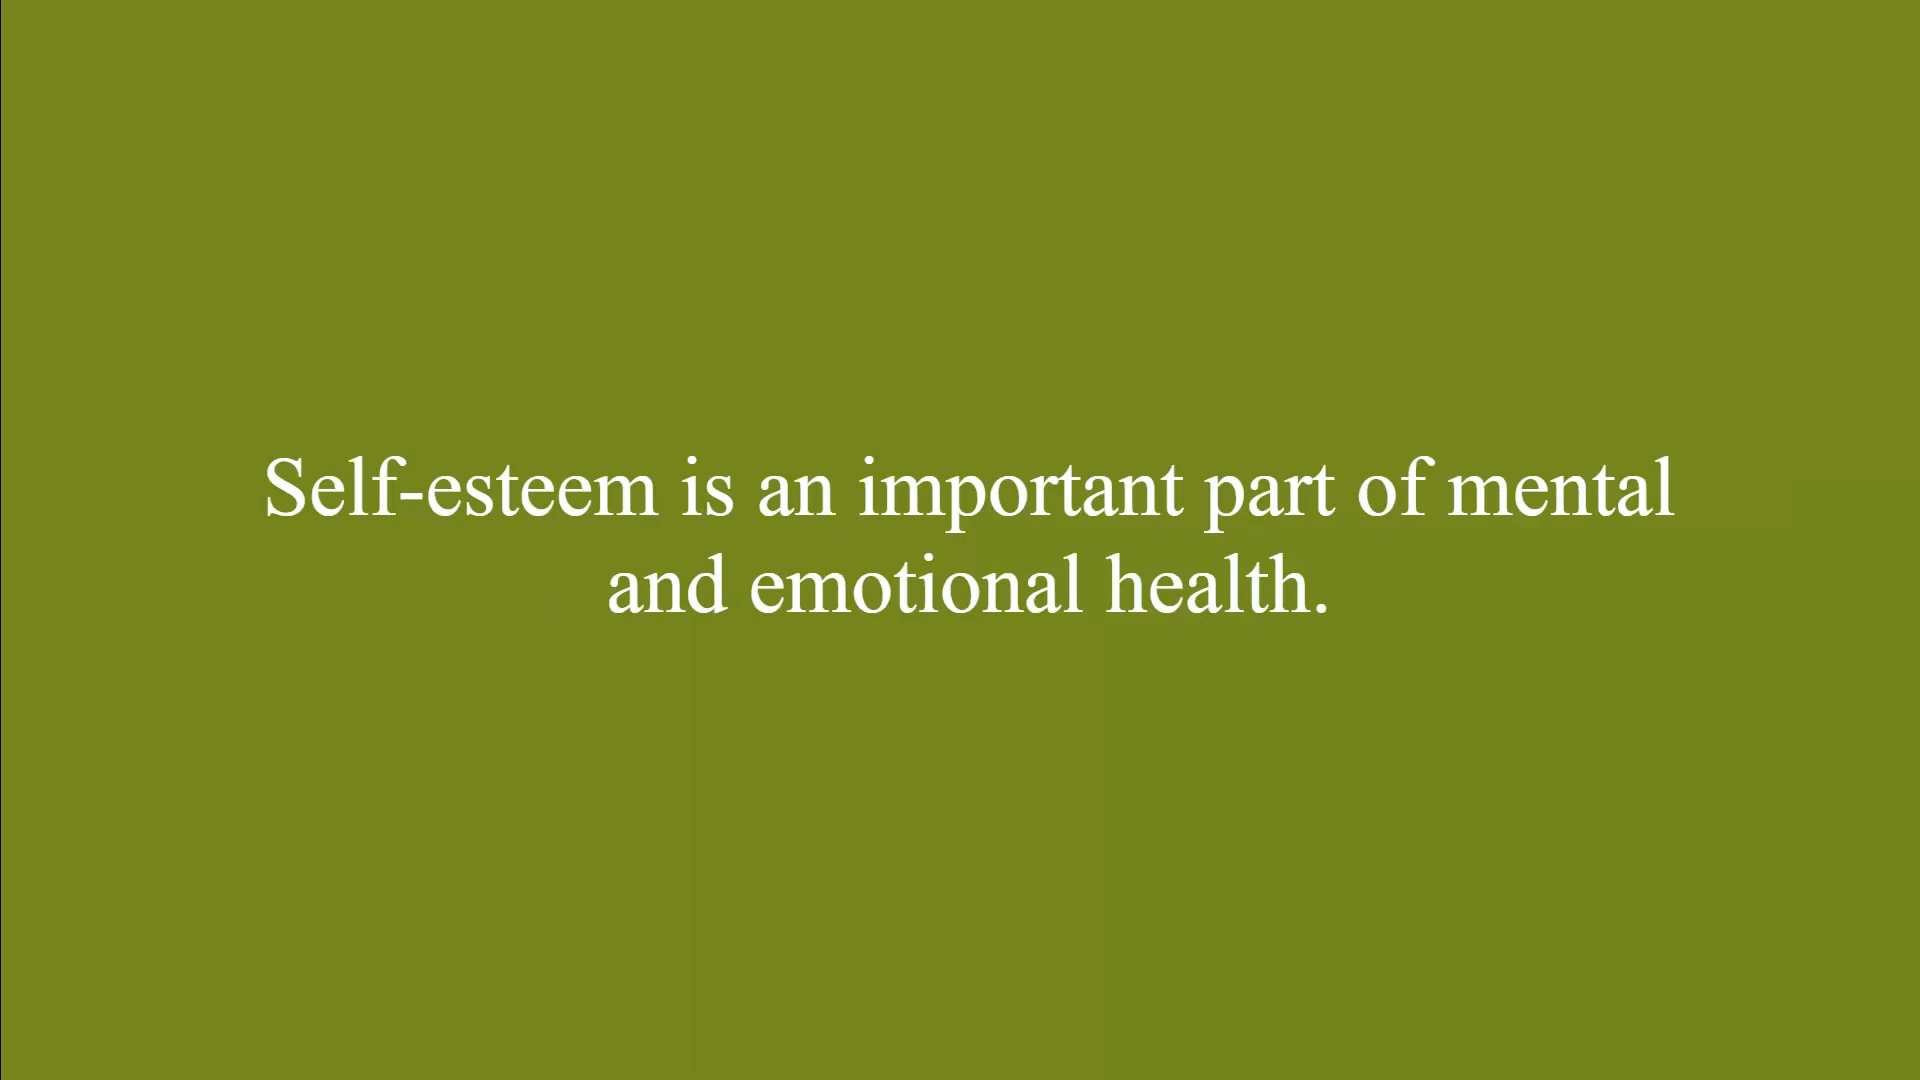 Self-esteem is an important part of mental
and emotional health.